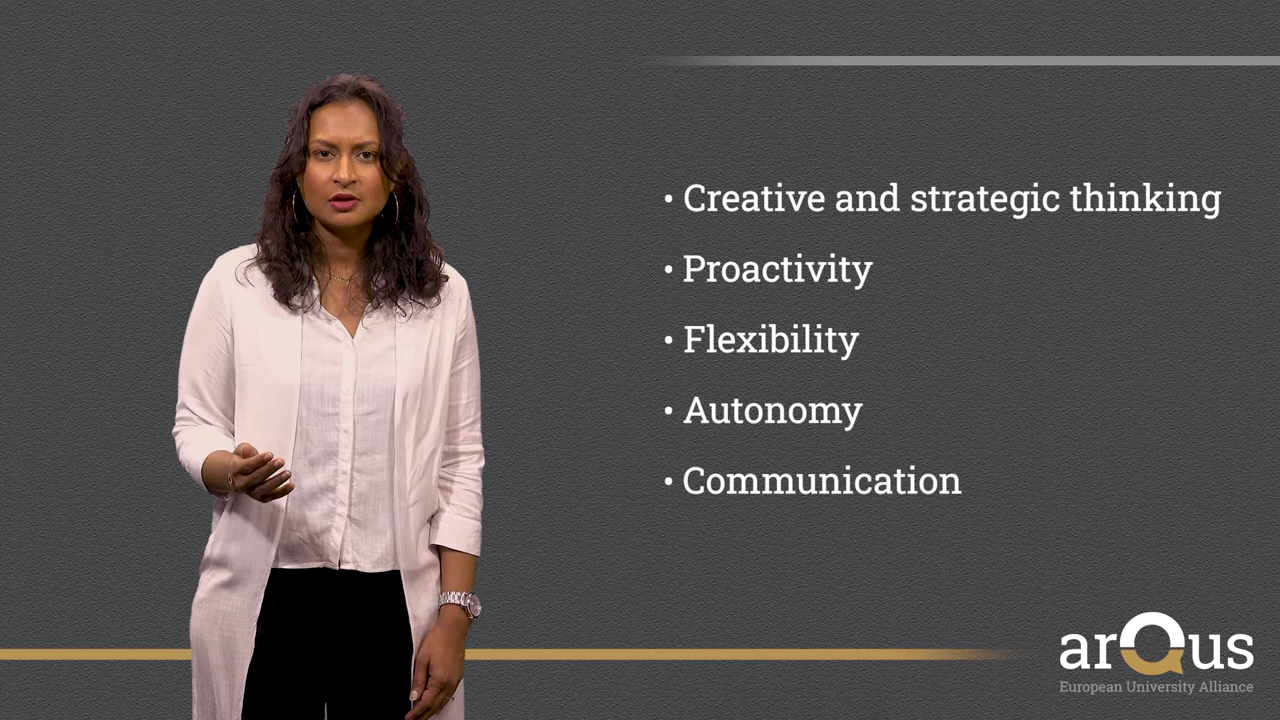 • Creative and strategic thinking
• Proactivity
• Flexibility
• Autonomy
• Communication
arQus
European University Alliance